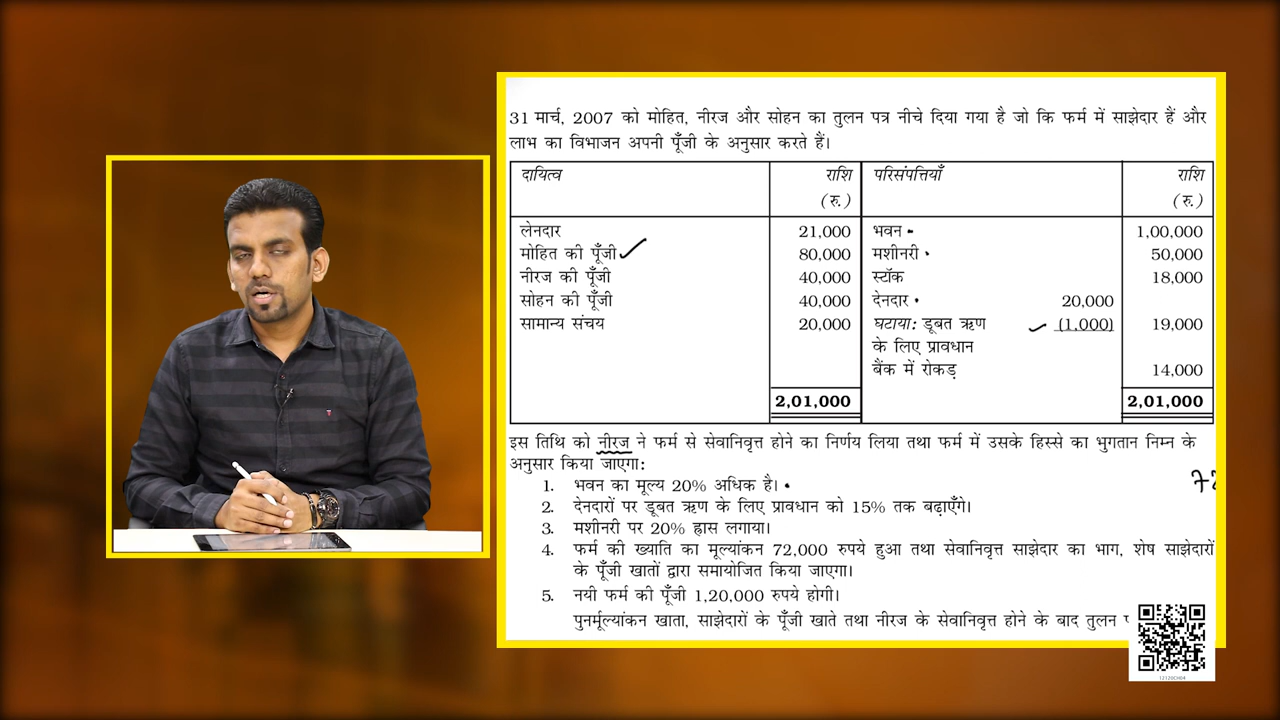 31 मार्च, 2007 को मोहित, नीरज और सोहन का तुलन पत्र नीचे दिया गया है जो कि फर्म में साझेदार हैं और
लाभ का विभाजन अपनी पूँजी के अनुसार करते हैं।
दायित्व राशि परिसंपत्तियाँ राशि
(रु.) (रु.)
लेनदार 21,000 भवन 1,00,000
मोहित की पूँजी 80,000 मशीनरी 50,000
नीरज की पूँजी 40,000 स्टॉक 18,000
सोहन की पूँजी 40,000 देनदार 20,000
सामान्य संचय 20,000 घटाया: डूबत ऋण (1,000) 19,000
के लिए प्रावधान
बैंक में रोकड़ 14,000
2,01,000 2,01,000
इस तिथि को नीरज ने फर्म से सेवानिवृत्त होने का निर्णय लिया तथा फर्म में उसके हिस्से का भुगतान निम्न के
अनुसार किया जाएगा:
1. भवन का मूल्य 20% अधिक है।
2. देनदारों पर डूबत ऋण के लिए प्रावधान को 15% तक बढ़ाएँगे।
3. मशीनरी पर 20% ह्रास लगाया।
4. फर्म की ख्याति का मूल्यांकन 72,000 रुपये हुआ तथा सेवानिवृत्त साझेदार का भाग, शेष साझेदारों
के पूँजी खातों द्वारा समायोजित किया जाएगा।
5. नयी फर्म की पूँजी 1,20,000 रुपये होगी।
पुनर्मूल्यांकन खाता, साझेदारों के पूँजी खाते तथा नीरज के सेवानिवृत्त होने के बाद तुलन
12120CH04